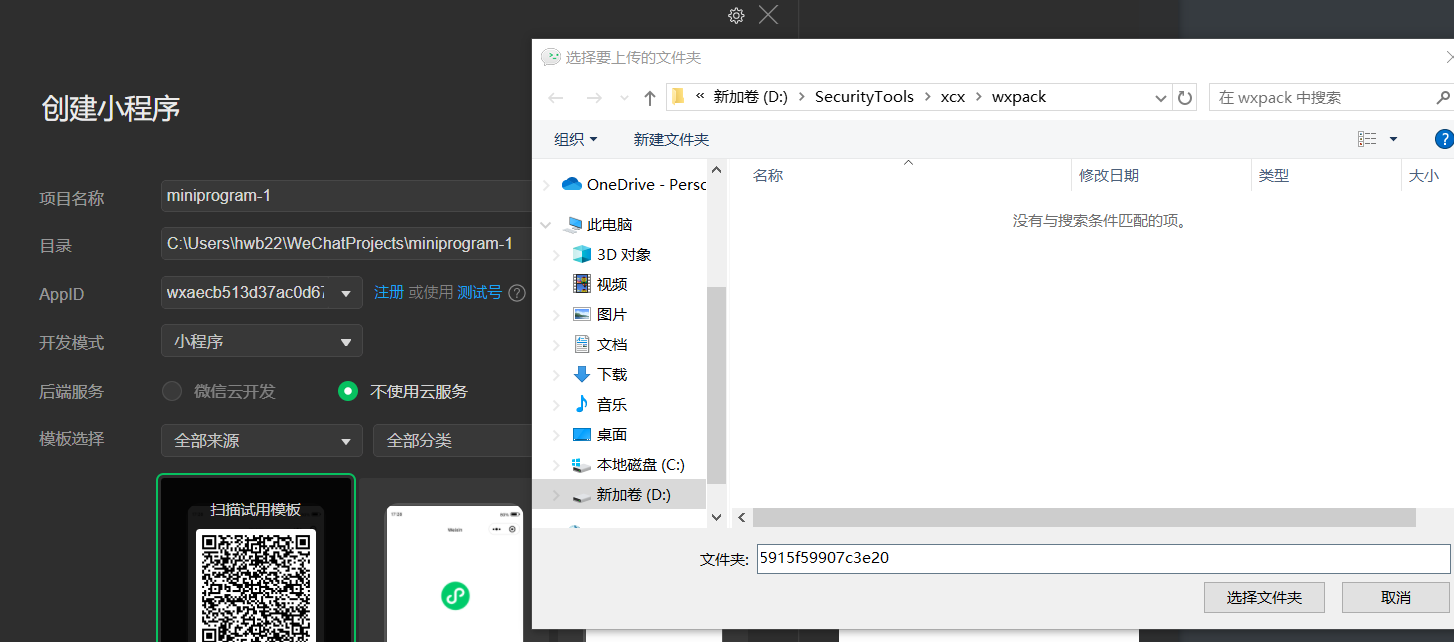 创建小程序
项目名称
miniprogram-1
目录
C:\Users\hwb22\WeChatProjects\miniprogram-1
AppID
wxaecb513d37ac0d67
注册 或使用 测试号
开发模式
小程序
后端服务
微信云开发
不使用云服务
模板选择
全部来源
全部分类
扫描试用模板
选择要上传的文件夹
« 新加卷 (D:) › SecurityTools › xcx › wxpack
在 wxpack 中搜索
组织
新建文件夹
OneDrive - Perso
此电脑
3D 对象
视频
图片
文档
下载
音乐
桌面
本地磁盘 (C:)
新加卷 (D:)
名称
修改日期
类型
大小
没有与搜索条件匹配的项。
文件夹:
5915f59907c3e20
选择文件夹
取消